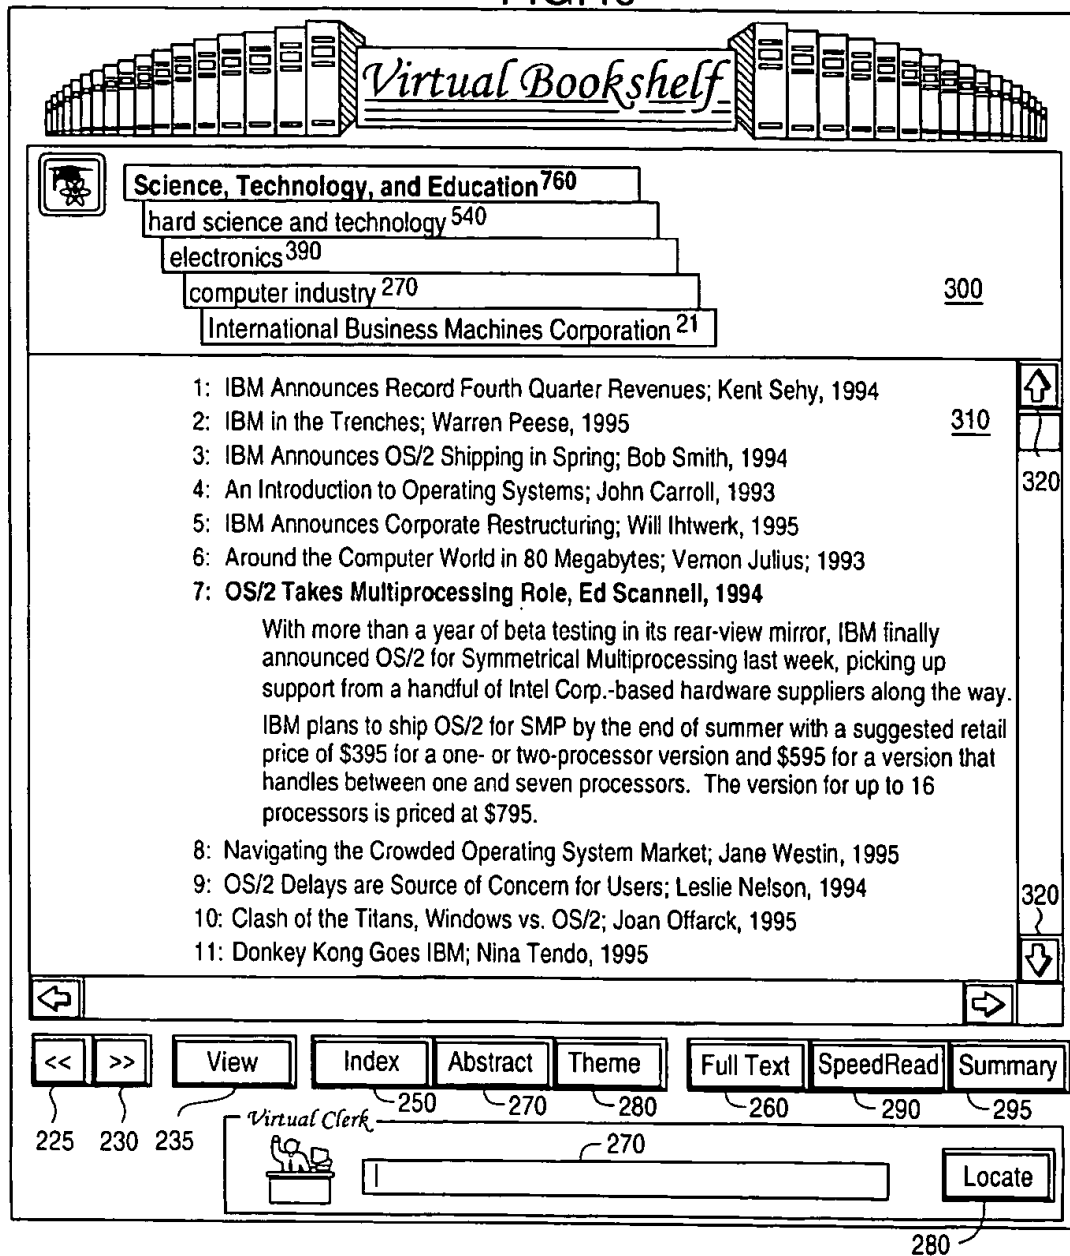 Virtual Bookshelf
Science, Technology, and Education 760
hard science and technology 540
electronics 390
computer industry 270
300
International Business Machines Corporation 21
1: IBM Announces Record Fourth Quarter Revenues; Kent Sehy, 1994
2: IBM in the Trenches; Warren Peese, 1995
310
3: IBM Announces OS/2 Shipping in Spring; Bob Smith, 1994
4: An Introduction to Operating Systems; John Carroll, 1993
320
5: IBM Announces Corporate Restructuring; Will Ihtwerk, 1995
6: Around the Computer World in 80 Megabytes; Vernon Julius; 1993
7: OS/2 Takes Multiprocessing Role, Ed Scannell, 1994
With more than a year of beta testing in its rear-view mirror, IBM finally
announced OS/2 for Symmetrical Multiprocessing last week, picking up
support from a handful of Intel Corp.-based hardware suppliers along the way.
IBM plans to ship OS/2 for SMP by the end of summer with a suggested retail
price of $395 for a one- or two-processor version and $595 for a version that
handles between one and seven processors. The version for up to 16
processors is priced at $795.
8: Navigating the Crowded Operating System Market; Jane Westin, 1995
9: OS/2 Delays are Source of Concern for Users; Leslie Nelson, 1994
320
10: Clash of the Titans, Windows vs. OS/2; Joan Offarck, 1995
11: Donkey Kong Goes IBM; Nina Tendo, 1995
<< >> View Index Abstract Theme Full Text SpeedRead Summary
250 270 280 260 290 295
225 230 235 Virtual Clerk
270
Locate
280